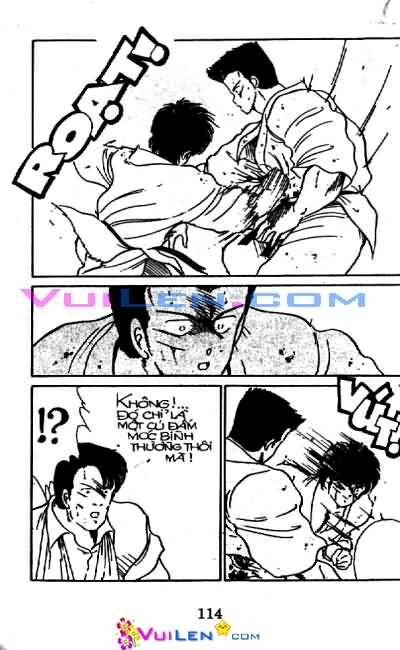 ROẠT!
VUILEN.COM
!?
KHÔNG!...
ĐÓ CHỈ LÀ
MỘT CÚ ĐẤM
MÓC BÌNH
THƯỜNG THÔI
MÀ!
VÚT!
114
VUILEN.COM